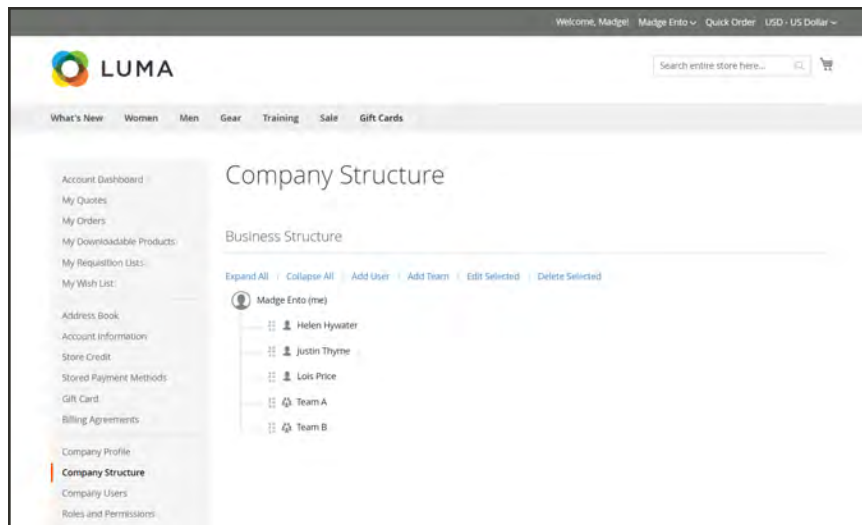 Welcome, Madge! Madge Ento Quick Order USD - US Dollar
LUMA
Search entire store here...
What's New Women Men Gear Training Sale Gift Cards
Account Dashboard
My Quotes
My Orders
My Downloadable Products
My Requisition Lists
My Wish List
Address Book
Account Information
Store Credit
Stored Payment Methods
Gift Card
Billing Agreements
Company Profile
Company Structure
Company Users
Roles and Permissions
Company Structure
Business Structure
Expand All Collapse All Add User Add Team Edit Selected Delete Selected
Madge Ento (me)
Helen Hywater
Justin Thyme
Lois Price
Team A
Team B